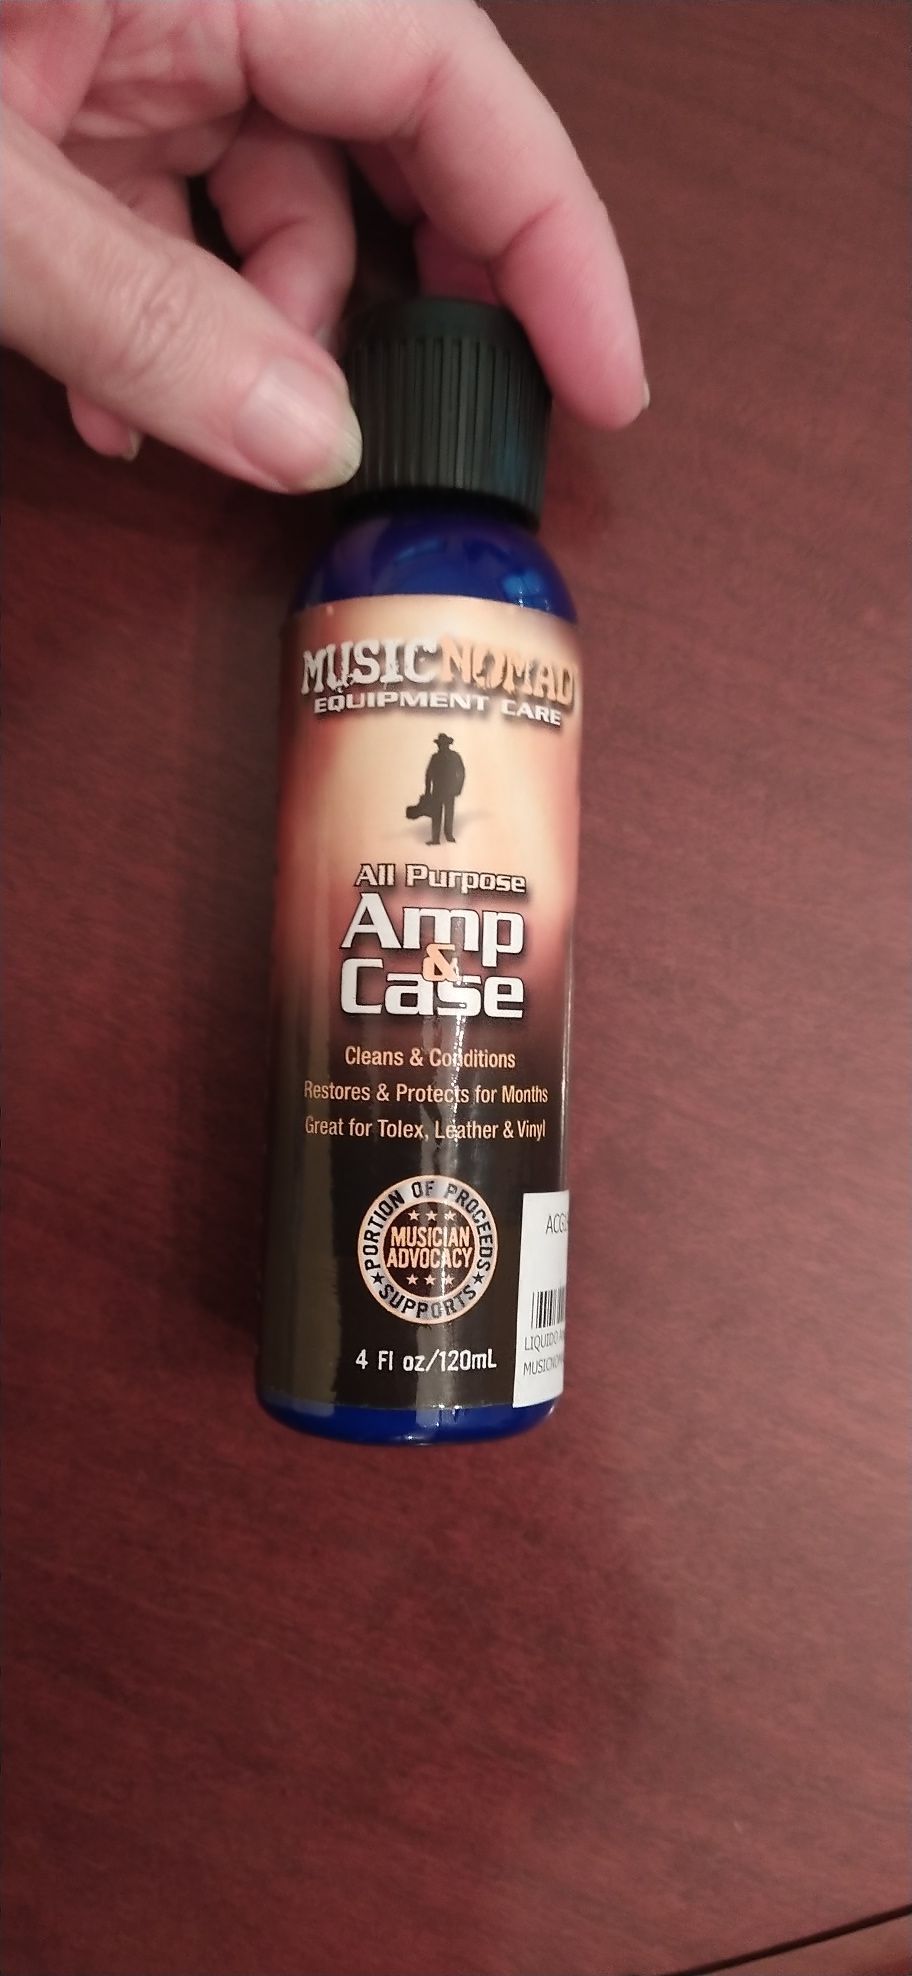 MUSICNOMAD
EQUIPMENT CARE
All Purpose
Amp
&
Case
Cleans & Conditions
Restores & Protects for Months
Great for Tolex, Leather & Vinyl
PORTION OF PROCEEDS
MUSICIAN
ADVOCACY
SUPPORTS
4 Fl oz/120mL
LIQUIDO